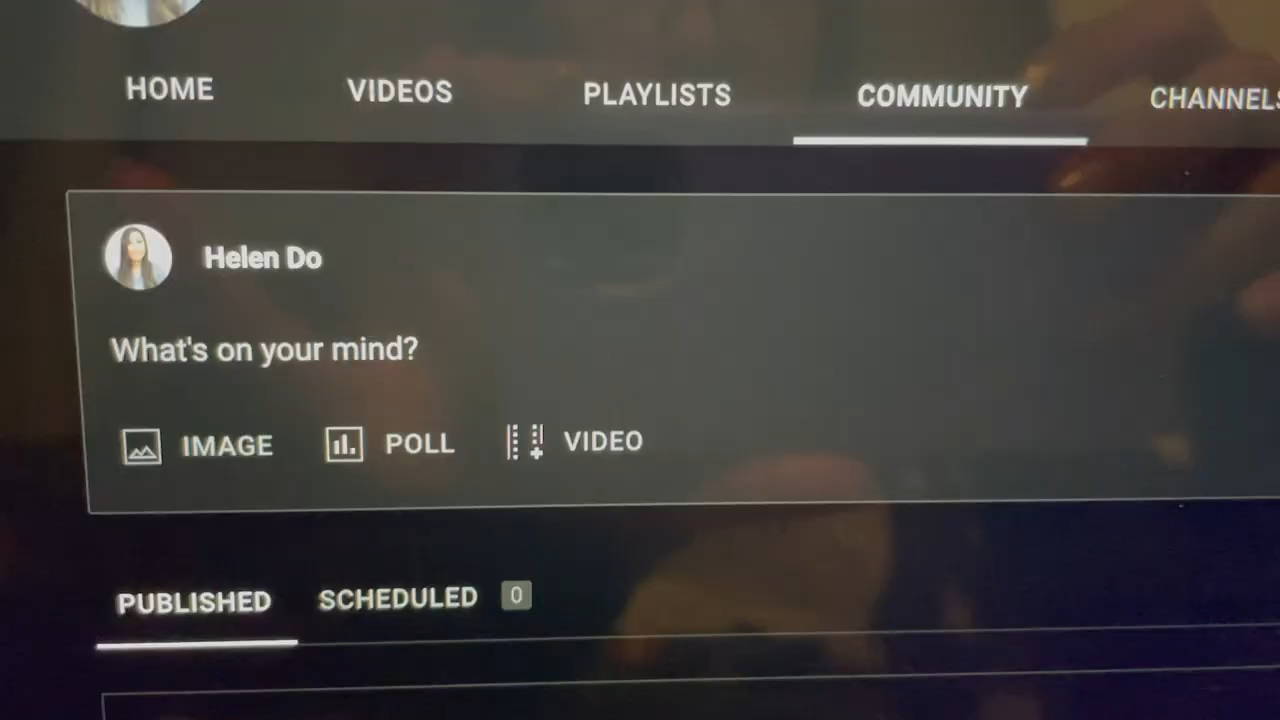 HOME VIDEOS PLAYLISTS COMMUNITY CHANNELS
Helen Do
What's on your mind?
IMAGE POLL VIDEO
PUBLISHED SCHEDULED 0